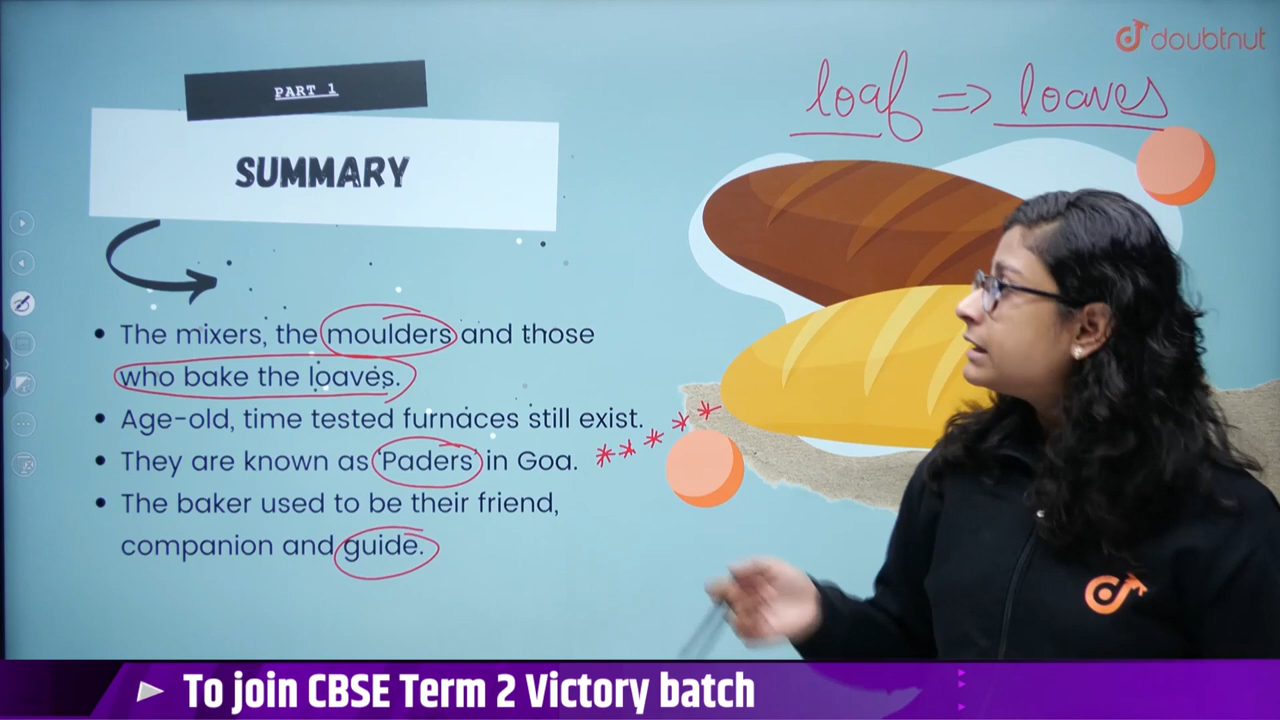 doubtnut
loaf => loaves
PART 1
SUMMARY
• The mixers, the moulders and those
who bake the loaves.
• Age-old, time tested furnaces still exist.
• They are known as 'Paders' in Goa. *****
• The baker used to be their friend,
companion and guide.
To join CBSE Term 2 Victory batch